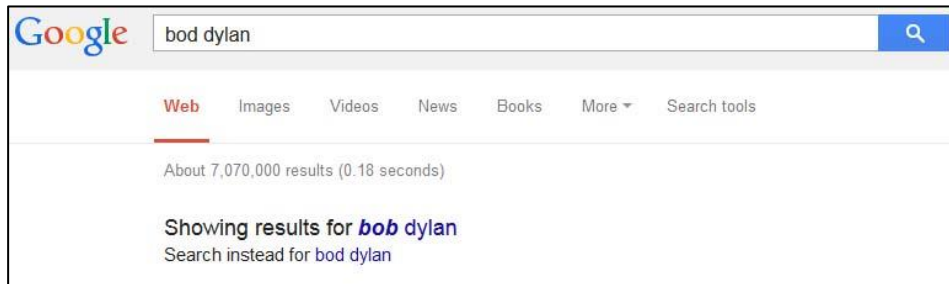 Google bod dylan
Web Images Videos News Books More Search tools
About 7,070,000 results (0.18 seconds)
Showing results for bob dylan
Search instead for bod dylan